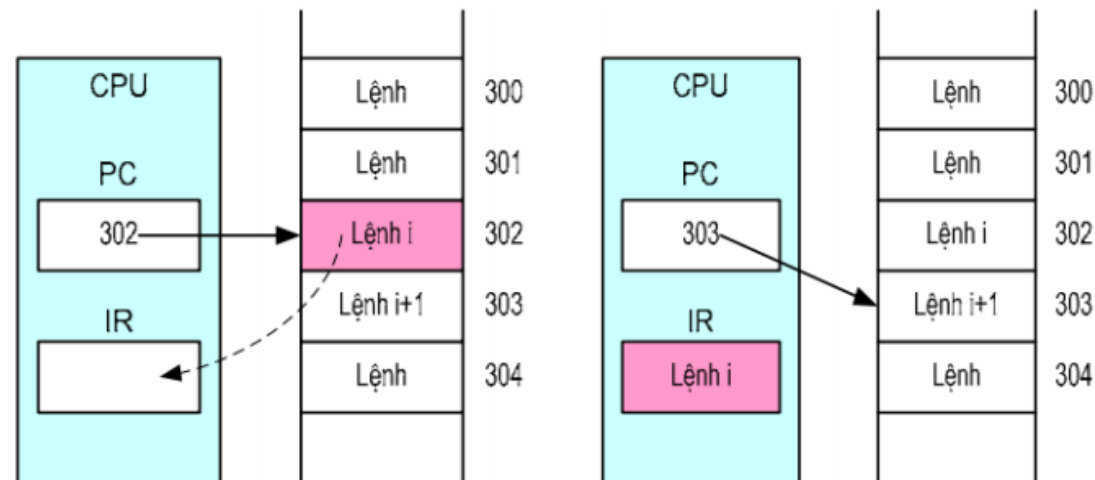 CPU
PC
302
IR
Lệnh 300
Lệnh 301
Lệnh i 302
Lệnh i+1 303
Lệnh 304
CPU
PC
303
IR
Lệnh i
Lệnh 300
Lệnh 301
Lệnh i 302
Lệnh i+1 303
Lệnh 304